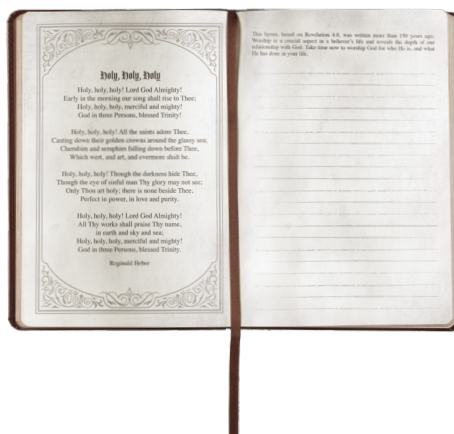 Holy, Holy, Holy
Holy, holy, holy! Lord God Almighty!
Early in the morning our song shall rise to Thee;
Holy, holy, holy, merciful and mighty!
God in three Persons, blessed Trinity!
Holy, holy, holy! All the saints adore Thee,
Casting down their golden crowns around the glassy sea;
Cherubim and seraphim falling down before Thee,
Which wert, and art, and evermore shalt be.
Holy, holy, holy! Though the darkness hide Thee,
Though the eye of sinful man Thy glory may not see;
Only Thou art holy; there is none beside Thee,
Perfect in power, in love and purity.
Holy, holy, holy! Lord God Almighty!
All Thy works shall praise Thy name,
in earth and sky and sea;
Holy, holy, holy, merciful and mighty!
God in three Persons, blessed Trinity.
Reginald Heber
This hymn, based on Revelation 4:8, was written more than 190 years ago.
Worship is a crucial aspect in a believer's life and reveals the depth of our
relationship with God. Take time now to worship God for who He is, and what
He has done in your life.